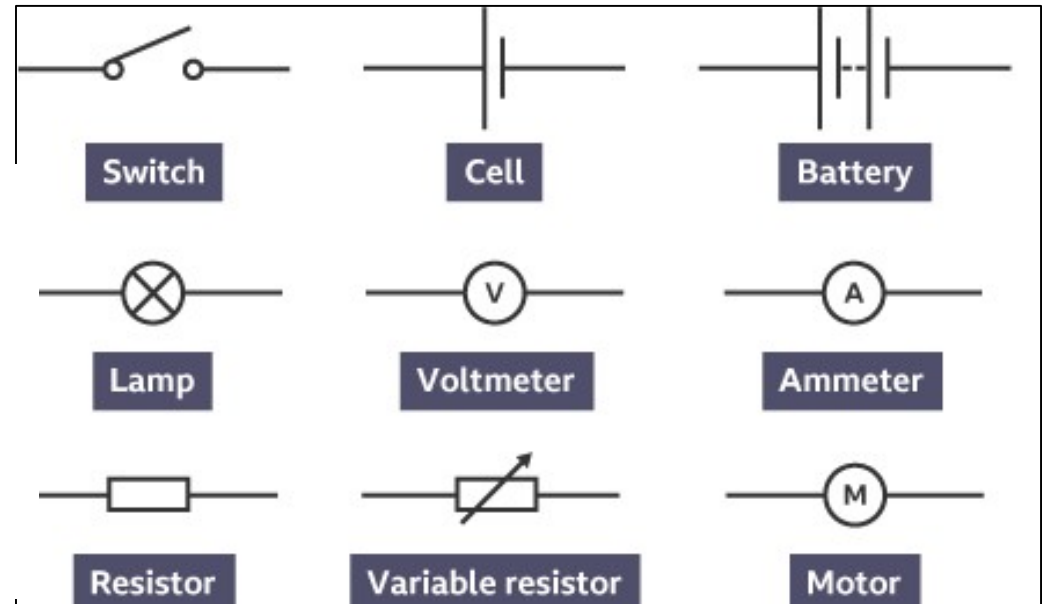 Switch
Cell
Battery
Lamp
V
Voltmeter
A
Ammeter
Resistor
Variable resistor
M
Motor